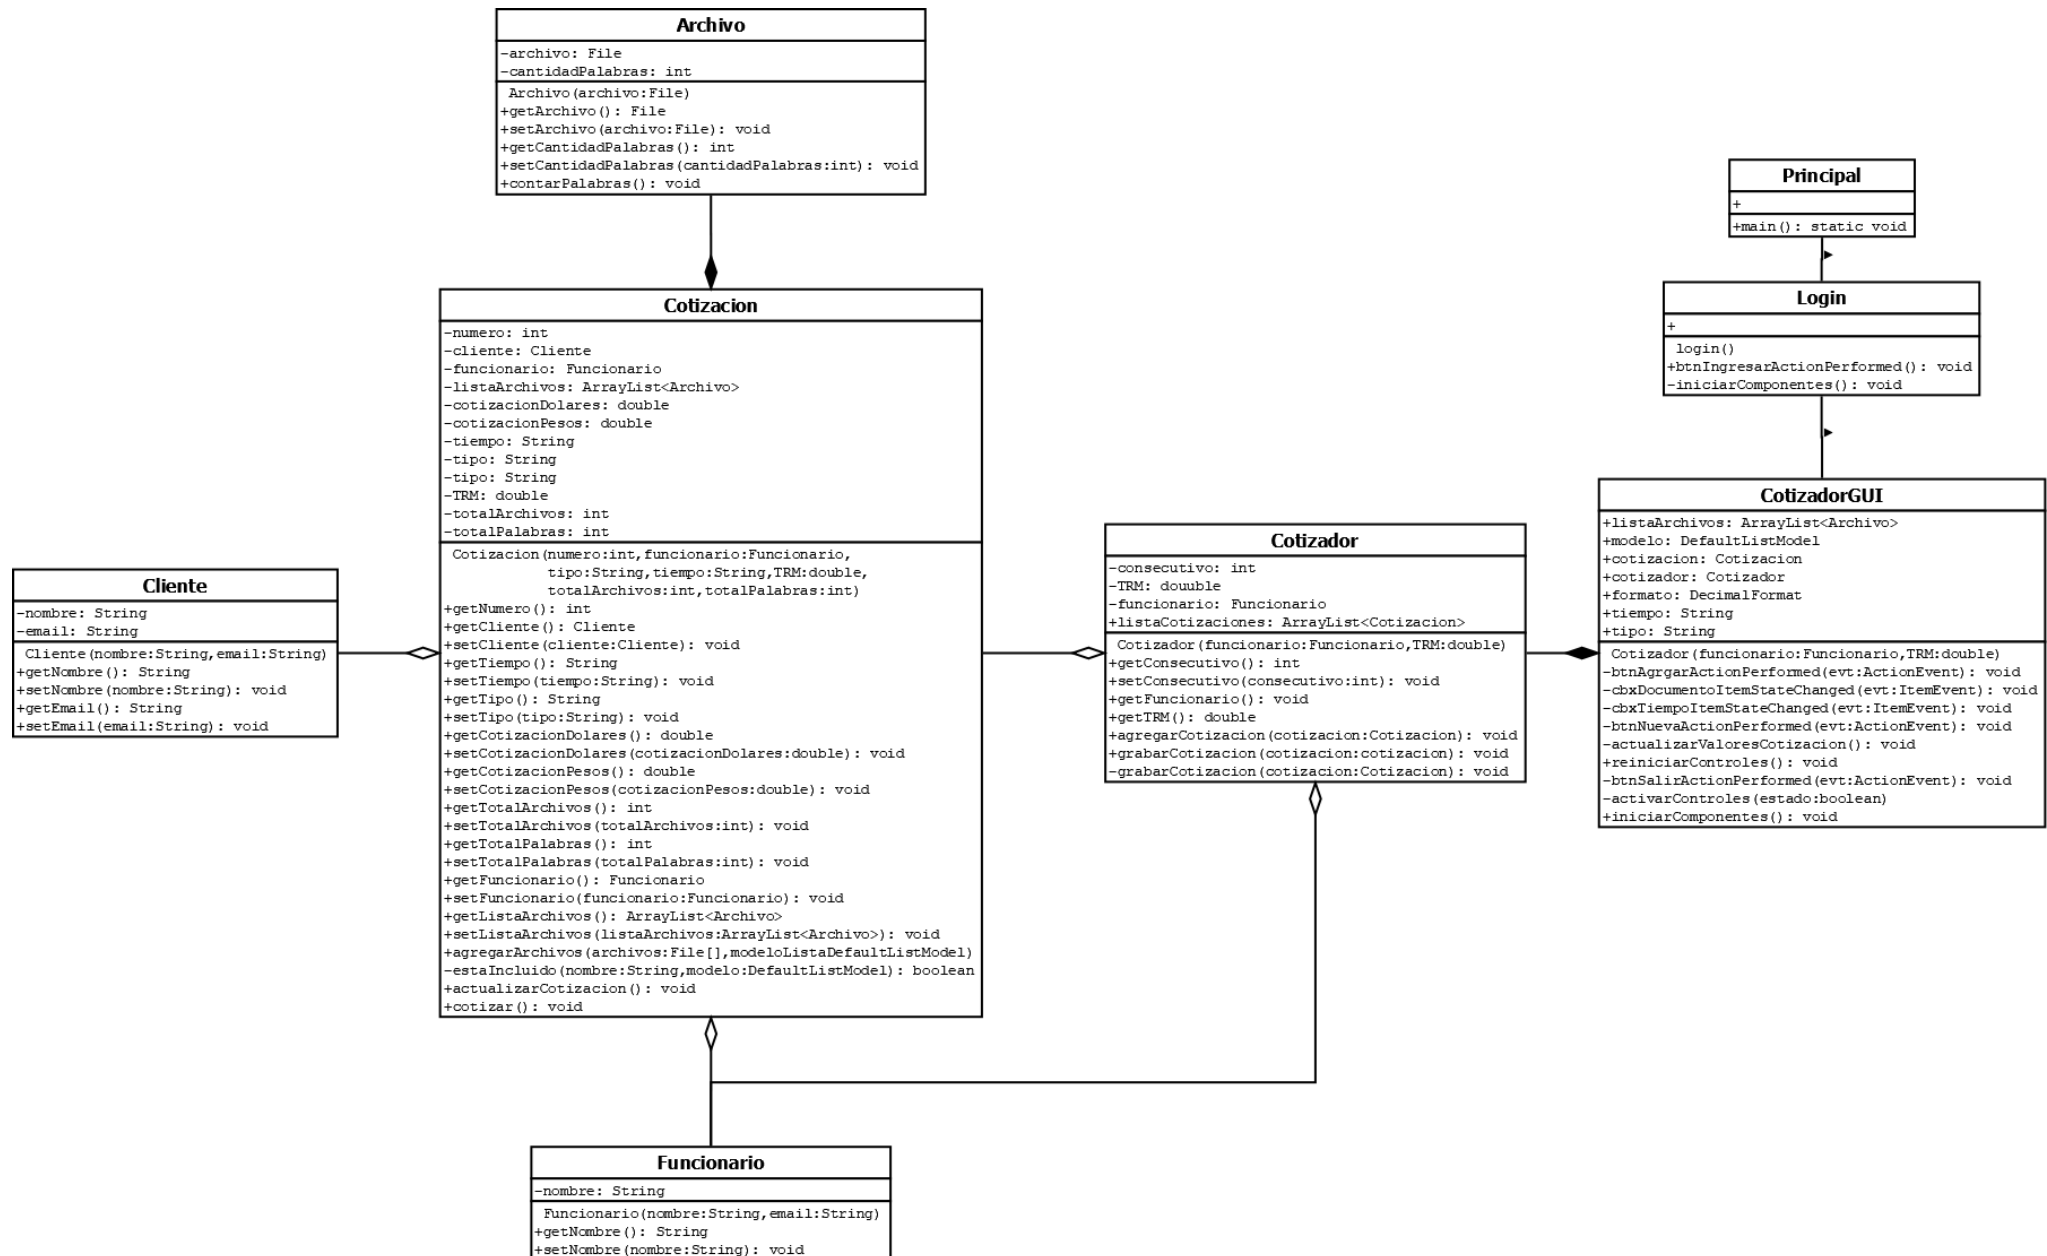 Archivo
-archivo: File
-cantidadPalabras: int
Archivo(archivo:File)
+getArchivo(): File
+setArchivo(archivo:File): void
+getCantidadPalabras(): int
+setCantidadPalabras(cantidadPalabras:int): void
+contarPalabras(): void
Principal
+
+main(): static void
Login
+
login()
+btnIngresarActionPerformed(): void
-iniciarComponentes(): void
Cotizacion
-numero: int
-cliente: Cliente
-funcionario: Funcionario
-listaArchivos: ArrayList<Archivo>
-cotizacionDolares: double
-cotizacionPesos: double
-tiempo: String
-tipo: String
-tipo: String
-TRM: double
-totalArchivos: int
-totalPalabras: int
Cotizacion(numero:int,funcionario:Funcionario,
tipo:String,tiempo:String,TRM:double,
totalArchivos:int,totalPalabras:int)
+getNumero(): int
+getCliente(): Cliente
+setCliente(cliente:Cliente): void
+getTiempo(): String
+setTiempo(tiempo:String): void
+getTipo(): String
+setTipo(tipo:String): void
+getCotizacionDolares(): double
+setCotizacionDolares(cotizacionDolares:double): void
+getCotizacionPesos(): double
+setCotizacionPesos(cotizacionPesos:double): void
+getTotalArchivos(): int
+setTotalArchivos(totalArchivos:int): void
+getTotalPalabras(): int
+setTotalPalabras(totalPalabras:int): void
+getFuncionario(): Funcionario
+setFuncionario(funcionario:Funcionario): void
+getListaArchivos(): ArrayList<Archivo>
+setListaArchivos(listaArchivos:ArrayList<Archivo>): void
+agregarArchivos(archivos:File[],modeloListaDefaultListModel)
-estaIncluido(nombre:String,modelo:DefaultListModel): boolean
+actualizarCotizacion(): void
+cotizar(): void
Cliente
-nombre: String
-email: String
Cliente(nombre:String,email:String)
+getNombre(): String
+setNombre(nombre:String): void
+getEmail(): String
+setEmail(email:String): void
Cotizador
-consecutivo: int
-TRM: douuble
-funcionario: Funcionario
+listaCotizaciones: ArrayList<Cotizacion>
Cotizador(funcionario:Funcionario,TRM:double)
+getConsecutivo(): int
+setConsecutivo(consecutivo:int): void
+getFuncionario(): void
+getTRM(): double
+agregarCotizacion(cotizacion:Cotizacion): void
+grabarCotizacion(cotizacion:cotizacion): void
-grabarCotizacion(cotizacion:Cotizacion): void
CotizadorGUI
+listaArchivos: ArrayList<Archivo>
+modelo: DefaultListModel
+cotizacion: Cotizacion
+cotizador: Cotizador
+formato: DecimalFormat
+tiempo: String
+tipo: String
Cotizador(funcionario:Funcionario,TRM:double)
-btnAgrgarActionPerformed(evt:ActionEvent): void
-cbxDocumentoItemStateChanged(evt:ItemEvent): void
-cbxTiempoItemStateChanged(evt:ItemEvent): void
-btnNuevaActionPerformed(evt:ActionEvent): void
-actualizarValoresCotizacion(): void
+reiniciarControles(): void
-btnSalirActionPerformed(evt:ActionEvent): void
-activarControles(estado:boolean)
+iniciarComponentes(): void
Funcionario
-nombre: String
Funcionario(nombre:String,email:String)
+getNombre(): String
+setNombre(nombre:String): void